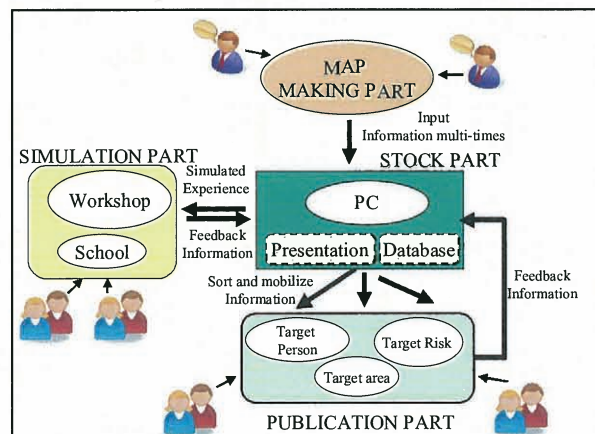 MAP
MAKING PART
Input
Information multi-times
SIMULATION PART
STOCK PART
Simulated
Experience
Workshop
PC
School
Feedback
Information
Presentation
Database
Sort and mobilize
Information
Feedback
Information
Target
Person
Target Risk
Target area
PUBLICATION PART